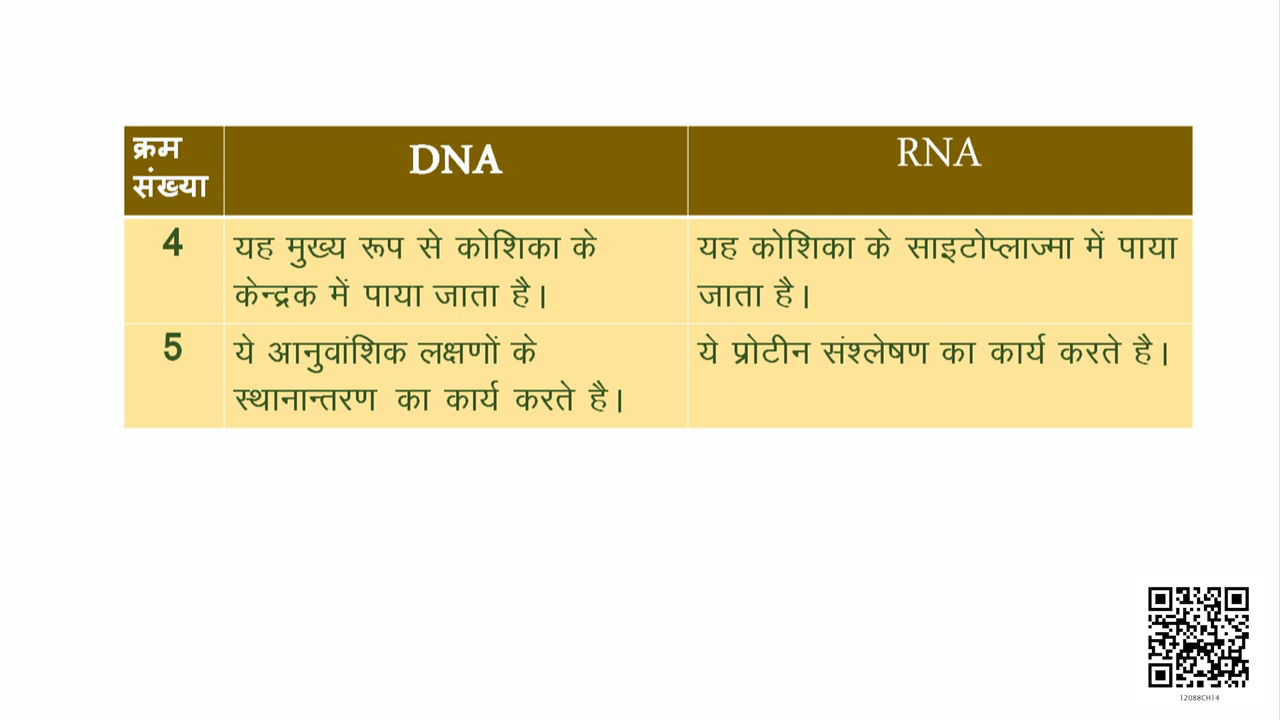 क्रम
संख्या
DNA
RNA
4
यह मुख्य रूप से कोशिका के
केन्द्रक में पाया जाता है।
यह कोशिका के साइटोप्लाज्मा में पाया
जाता है।
5
ये आनुवांशिक लक्षणों के
स्थानान्तरण का कार्य करते है।
ये प्रोटीन संश्लेषण का कार्य करते है।
12088CH14